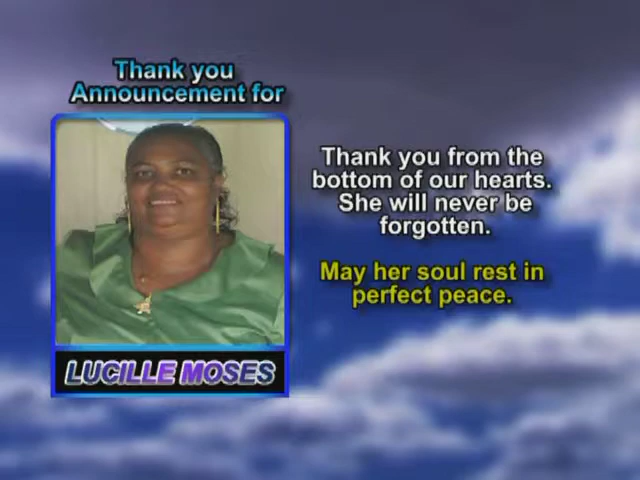 Thank you
Announcement for
LUCILLE MOSES
Thank you from the
bottom of our hearts.
She will never be
forgotten.
May her soul rest in
perfect peace.